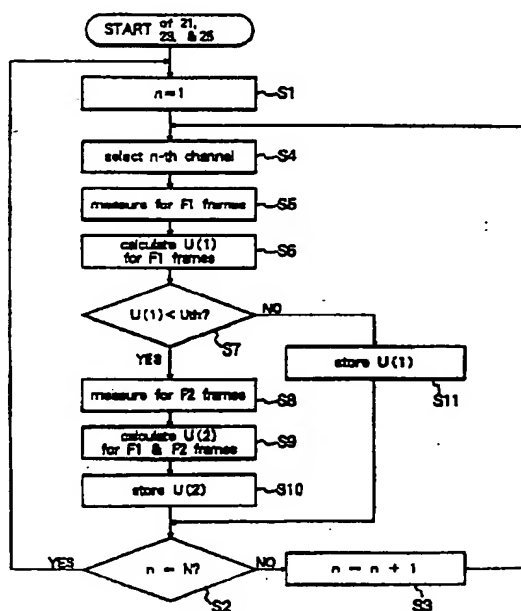 START of 21,
23, & 25
n=1
S1
select n-th channel
S4
measure for F1 frames
S5
calculate U(1)
for F1 frames
S6
U(1)< Uth?
NO
S7
YES
store U(1)
S11
measure for F2 frames
S8
calculate U(2)
for F1 & F2 frames
S9
store U(2)
S10
YES
n = N?
NO
S2
n = n + 1
S3